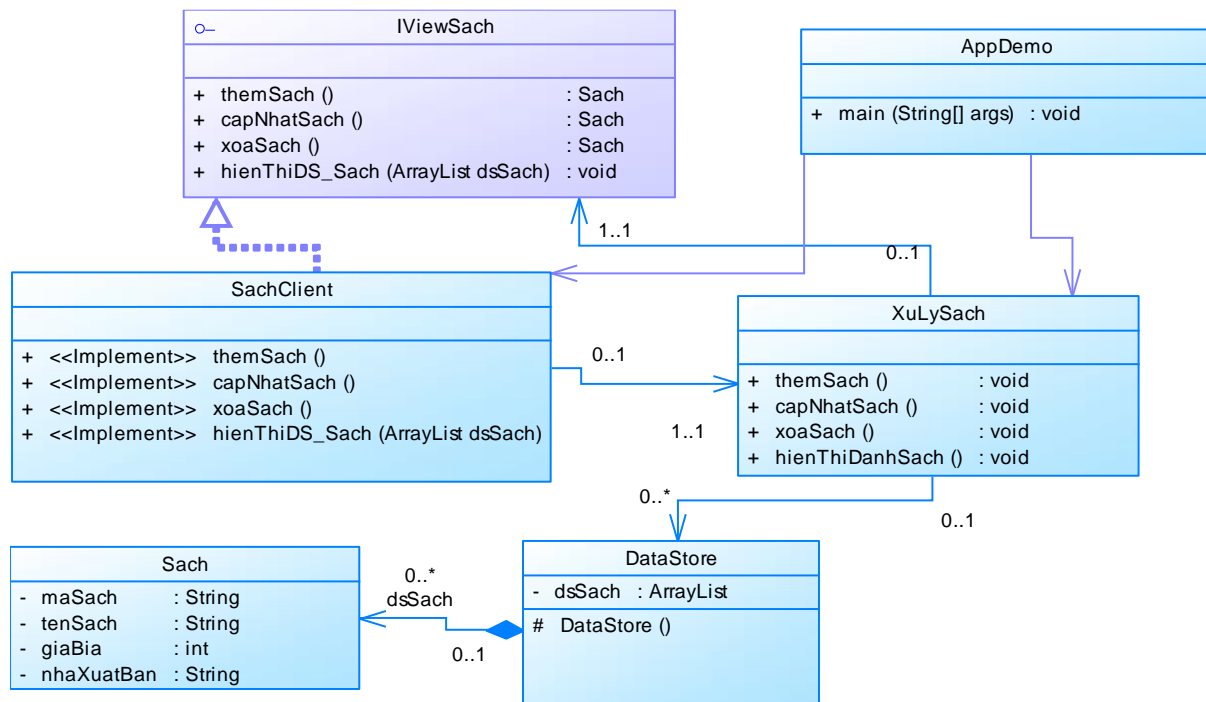 IViewSach
+ themSach () : Sach
+ capNhatSach () : Sach
+ xoaSach () : Sach
+ hienThiDS_Sach (ArrayList dsSach) : void
AppDemo
+ main (String[] args) : void
1..1
0..1
SachClient
+ <<Implement>> themSach ()
+ <<Implement>> capNhatSach ()
+ <<Implement>> xoaSach ()
+ <<Implement>> hienThiDS_Sach (ArrayList dsSach)
0..1
1..1
XuLySach
+ themSach () : void
+ capNhatSach () : void
+ xoaSach () : void
+ hienThiDanhSach () : void
0..*
0..1
Sach
- maSach : String
- tenSach : String
- giaBia : int
- nhaXuatBan : String
0..*
dsSach
0..1
DataStore
- dsSach : ArrayList
# DataStore ()